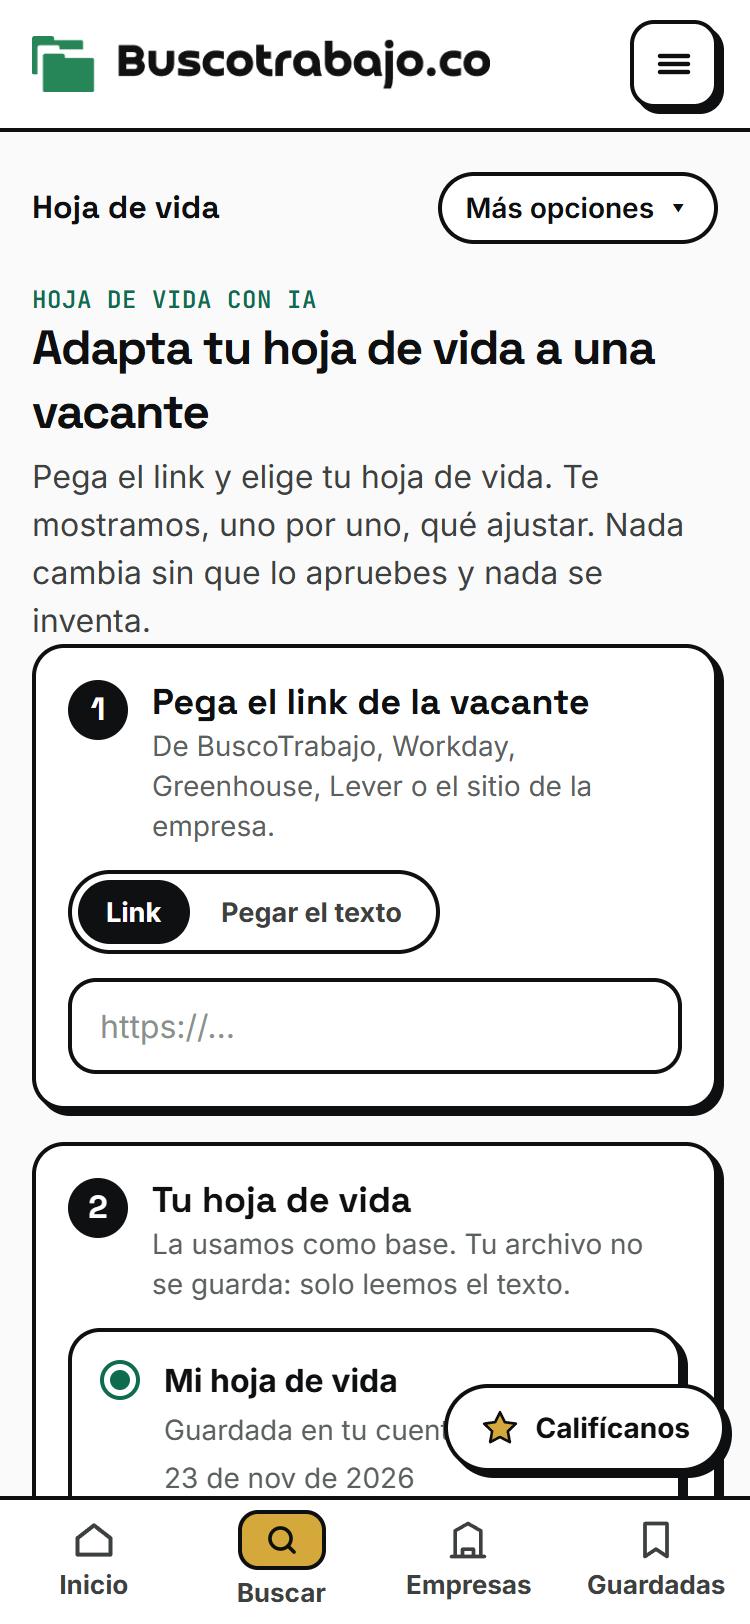 Buscotrabajo.co
Hoja de vida
Más opciones
HOJA DE VIDA CON IA
Adapta tu hoja de vida a una
vacante
Pega el link y elige tu hoja de vida. Te
mostramos, uno por uno, qué ajustar. Nada
cambia sin que lo apruebes y nada se
inventa.
1
Pega el link de la vacante
De BuscoTrabajo, Workday,
Greenhouse, Lever o el sitio de la
empresa.
Link
Pegar el texto
https://...
2
Tu hoja de vida
La usamos como base. Tu archivo no
se guarda: solo leemos el texto.
Mi hoja de vida
Guardada en tu
Califícanos
23 de nov de 2026
Inicio
Buscar
Empresas
Guardadas